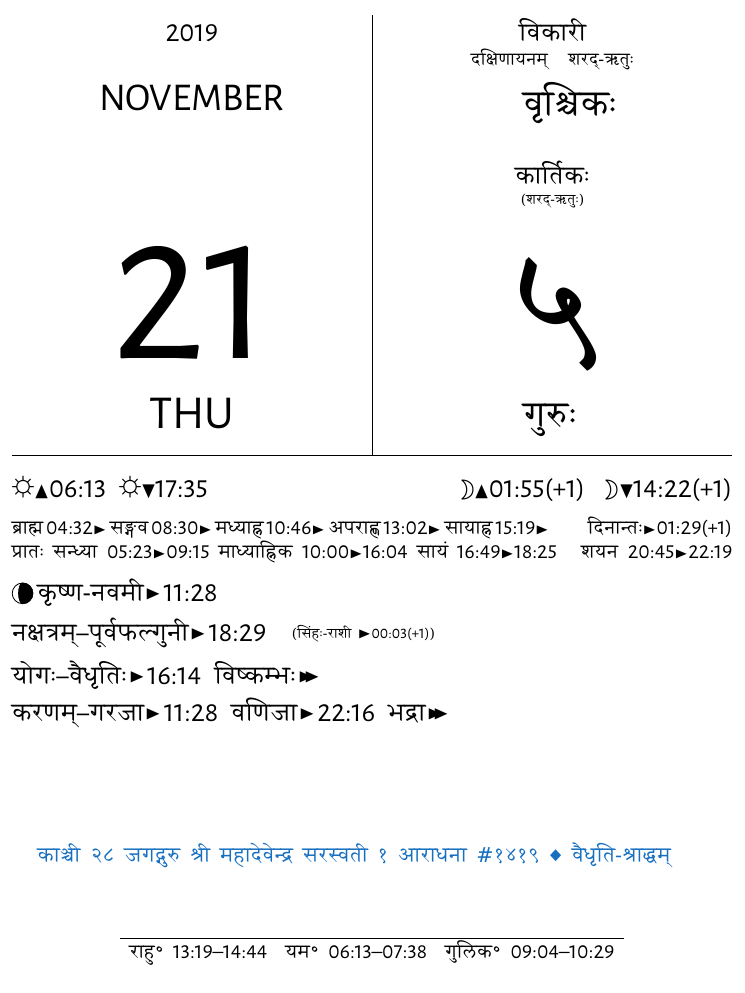 2019
NOVEMBER
21
THU
विकारी
दक्षिणायनम् शरद्-ऋतुः
वृश्चिकः
कार्तिकः
(शरद्-ऋतुः)
५
गुरुः
☼▲06:13 ☼▼17:35 ☽▲01:55(+1) ☽▼14:22(+1)
ब्राह्म 04:32► सङ्गव 08:30► मध्याह्न 10:46► अपराह्ण 13:02► सायाह्न 15:19► दिनान्तः►01:29(+1)
प्रातः सन्ध्या 05:23►09:15 माध्याह्निक 10:00►16:04 सायं 16:49►18:25 शयन 20:45►22:19
कृष्ण-नवमी►11:28
नक्षत्रम्–पूर्वफल्गुनी►18:29 (सिंहः-राशी ►00:03(+1))
योगः–वैधृतिः►16:14 विष्कम्भः►►
करणम्–गरजा►11:28 वणिजा►22:16 भद्रा►►
काञ्ची २८ जगद्गुरु श्री महादेवेन्द्र सरस्वती १ आराधना #१४१९ ◆ वैधृति-श्राद्धम्
राहु° 13:19–14:44 यम° 06:13–07:38 गुलिक° 09:04–10:29